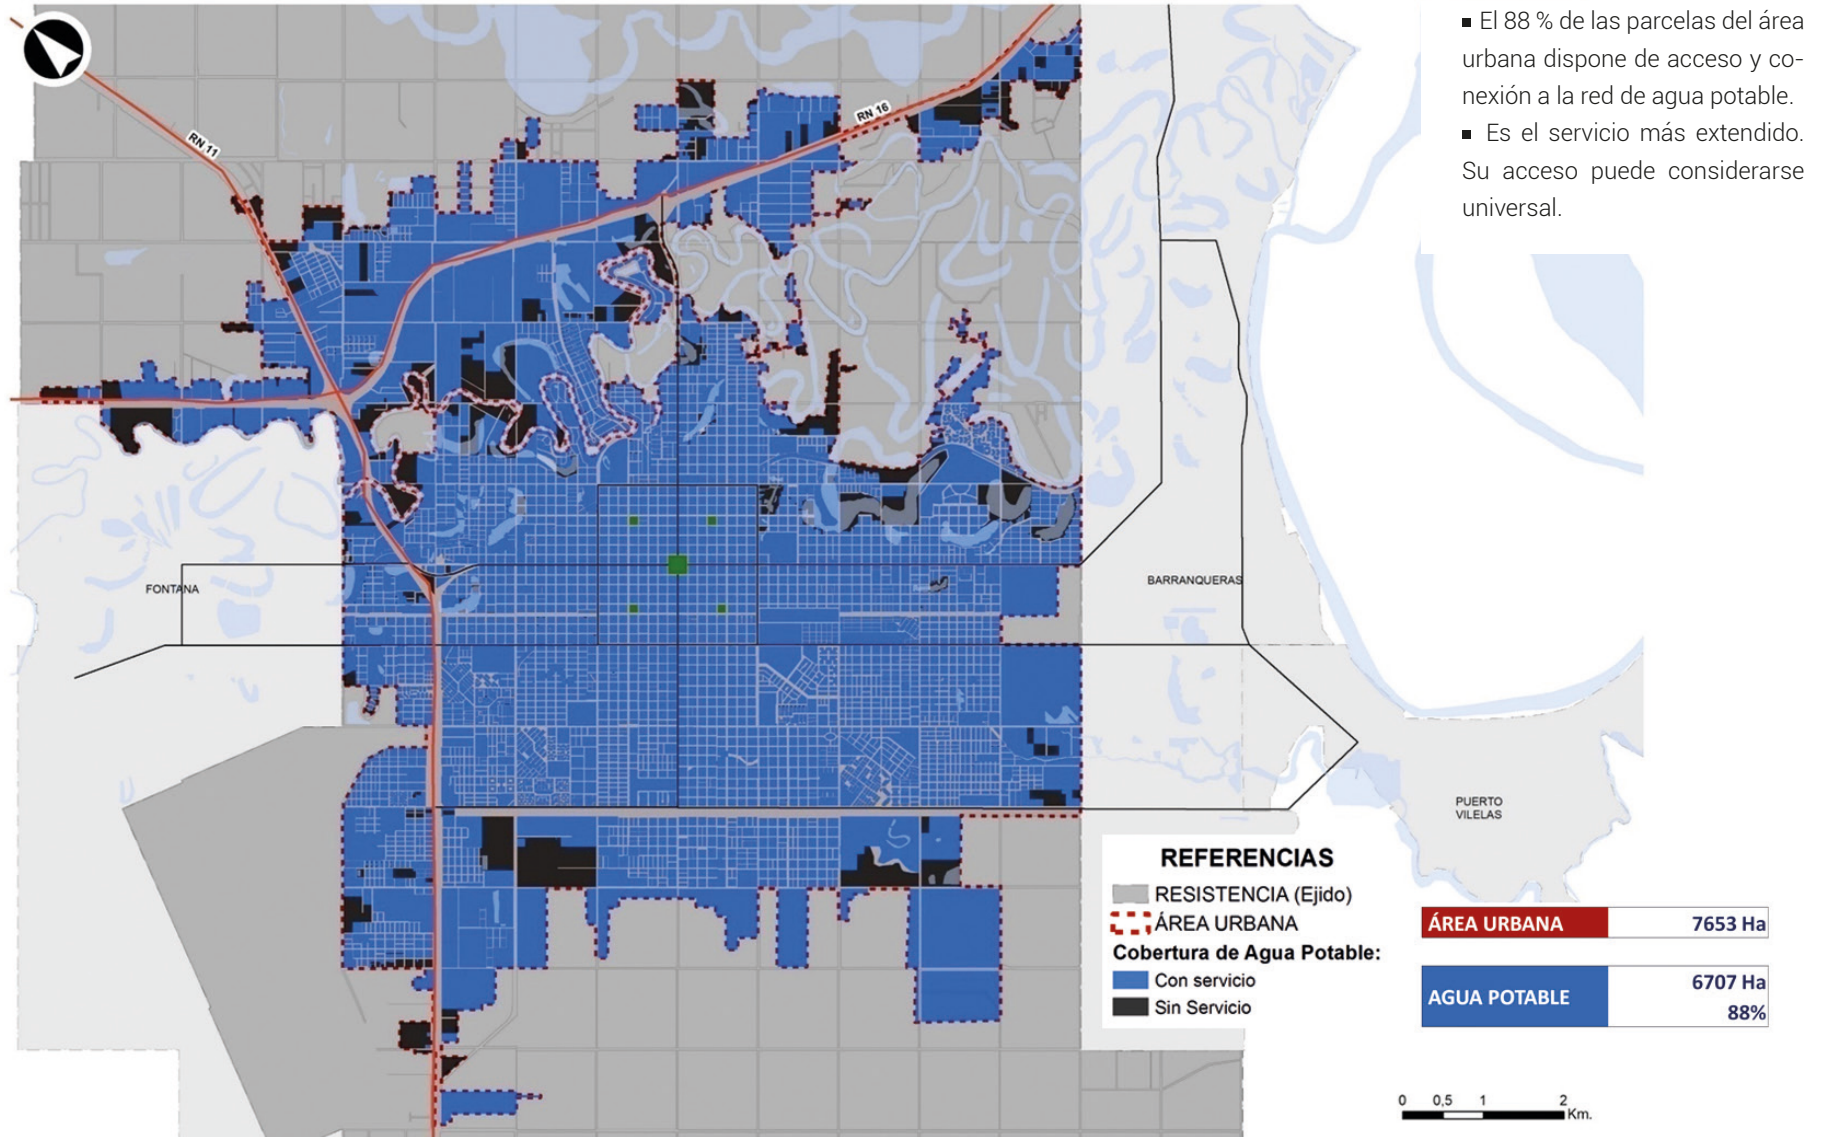 ■ El 88 % de las parcelas del área
urbana dispone de acceso y co-
nexión a la red de agua potable.
■ Es el servicio más extendido.
Su acceso puede considerarse
universal.
RN 11
RN 16
FONTANA
BARRANQUERAS
PUERTO
VILELAS
REFERENCIAS
RESISTENCIA (Ejido)
ÁREA URBANA
Cobertura de Agua Potable:
Con servicio
Sin Servicio
ÁREA URBANA 7653 Ha
AGUA POTABLE 6707 Ha
88%
0 0,5 1 2
Km.